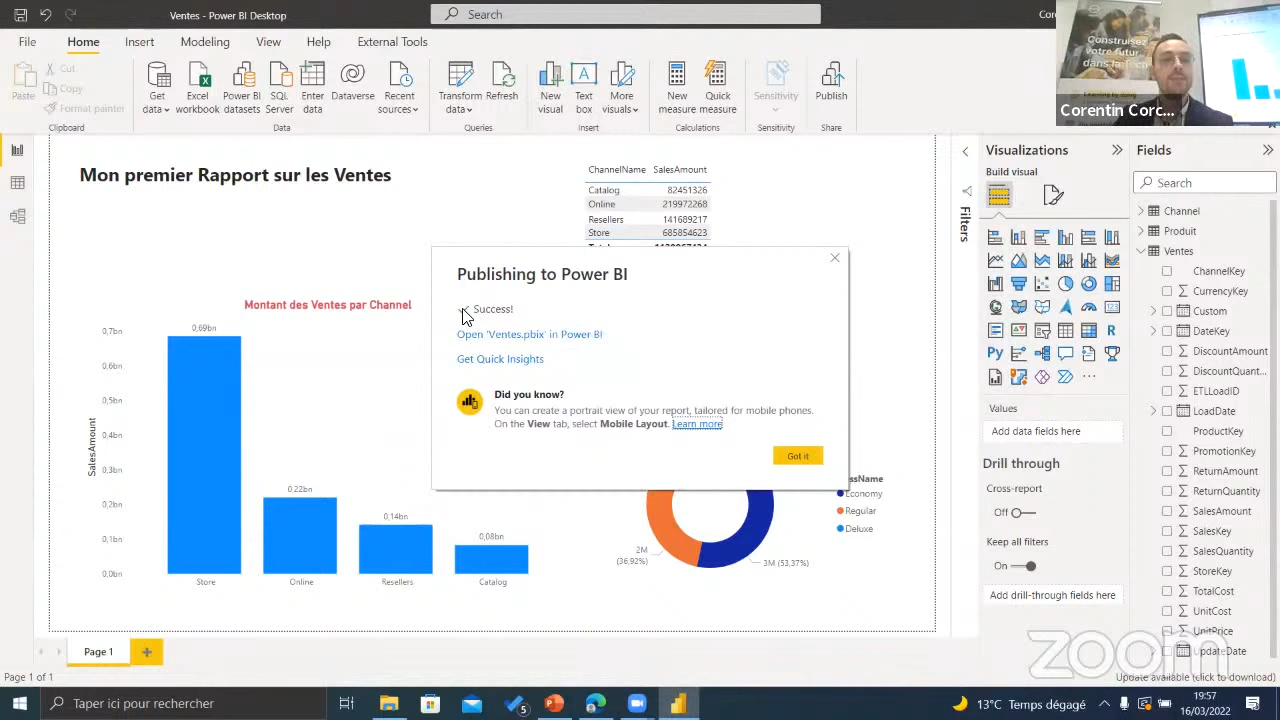 Ventes - Power BI Desktop
Search
Construisez
votre futur
dans la Tech
Corentin Corc...
File Home Insert Modeling View Help External Tools
Paste
Cut
Copy
Format painter
Clipboard
Get data
Excel workbook
Power BI datasets
SQL Server
Enter data
Dataverse
Recent
Data
Transform data
Refresh
Queries
New visual
Text box
More visuals
Insert
New measure
Quick measure
Calculations
Sensitivity
Sensitivity
Publish
Share
Mon premier Rapport sur les Ventes
ChannelName SalesAmount
Catalog 82451326
Online 219972268
Resellers 141689217
Store 685854623
Montant des Ventes par Channel
SalesAmount
0,7bn
0,6bn
0,5bn
0,4bn
0,3bn
0,2bn
0,1bn
0,0bn
0,69bn
0,22bn
0,14bn
0,08bn
Store Online Resellers Catalog
Publishing to Power BI
Success!
Open 'Ventes.pbix' in Power BI
Get Quick Insights
Did you know?
You can create a portrait view of your report, tailored for mobile phones.
On the View tab, select Mobile Layout. Learn more
Got it
Economy
Regular
Deluxe
2M
(36,92%)
3M (53,37%)
Filters
Visualizations
Build visual
R
Py
Values
Add data fields here
Drill through
Cross-report
Off
Keep all filters
On
Add drill-through fields here
Fields
Search
Channel
Produit
Ventes
ChannelKey
CurrencyKey
Custom
DateKey
DiscountAmount
DiscountQuant...
ETLLoadID
LoadDate
ProductKey
PromotionKey
ReturnAmount
ReturnQuantity
SalesAmount
SalesKey
SalesQuantity
StoreKey
TotalCost
UnitCost
UnitPrice
UpdateDate
zoom
Page 1
Page 1 of 1
Update available (click to download)
Taper ici pour rechercher
5
13°C Temps dégagé
19:57
16/03/2022